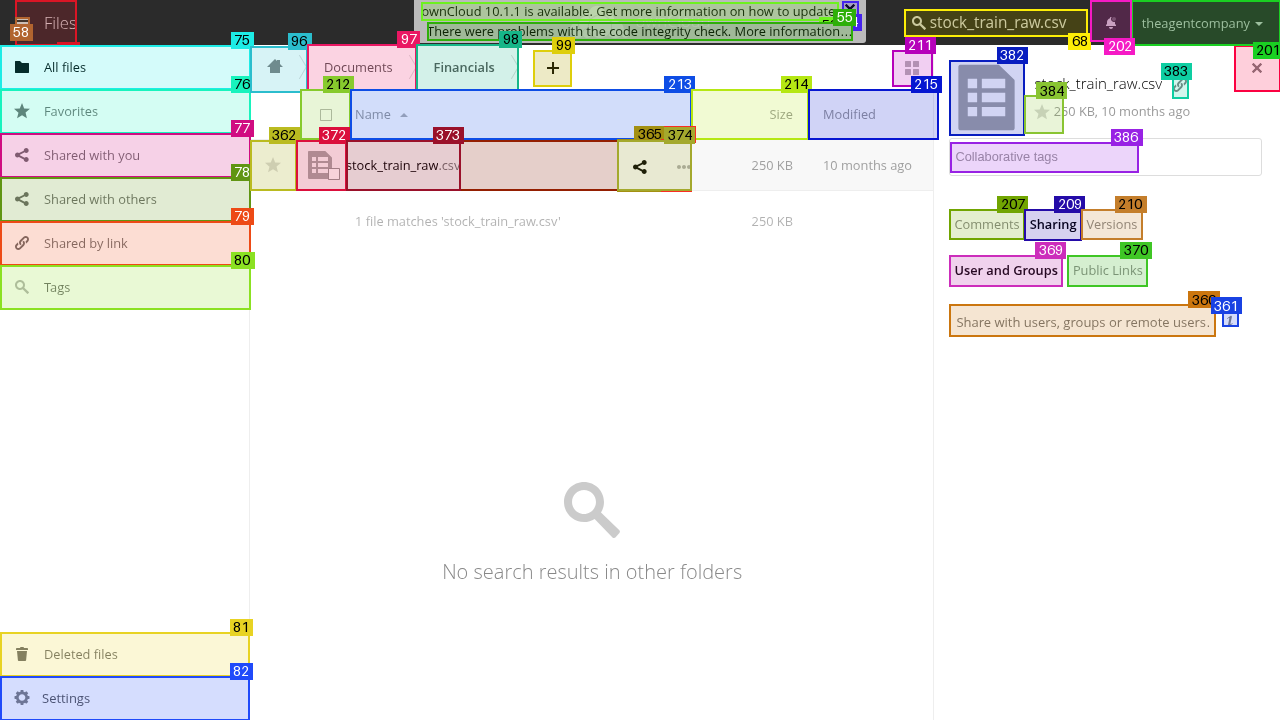 Files
ownCloud 10.1.1 is available. Get more information on how to update.
There were problems with the code integrity check. More information…
stock_train_raw.csv
theagentcompany
58
55
68
202
201
75
All files
76
Favorites
77
Shared with you
78
Shared with others
79
Shared by link
80
Tags
81
Deleted files
82
Settings
96
97
Documents
98
Financials
99
211
212
213
Name
214
Size
215
Modified
362
372
373
stock_train_raw.csv
365
374
250 KB
10 months ago
1 file matches 'stock_train_raw.csv'
250 KB
No search results in other folders
382
stock_train_raw.csv
383
384
250 KB, 10 months ago
386
Collaborative tags
207
Comments
209
Sharing
210
Versions
369
User and Groups
370
Public Links
360
361
Share with users, groups or remote users…